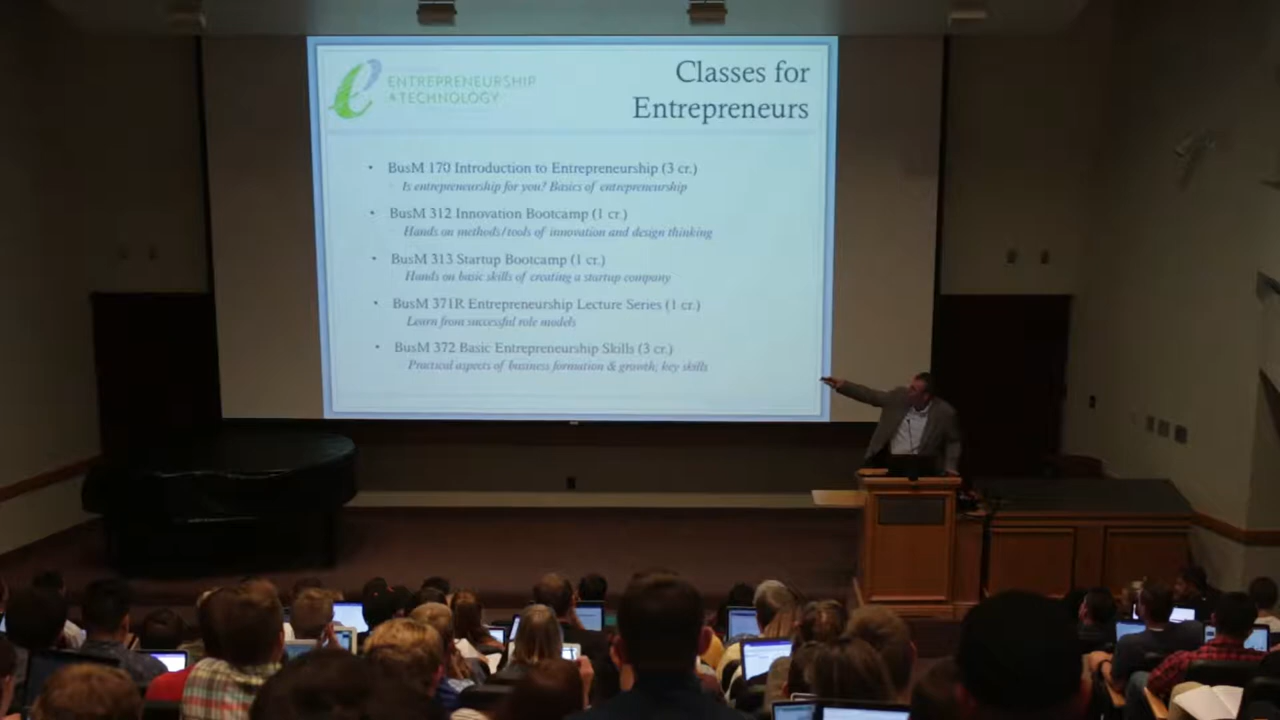 ENTREPRENEURSHIP
&TECHNOLOGY
Classes for
Entrepreneurs
• BusM 170 Introduction to Entrepreneurship (3 cr.)
Is entrepreneurship for you? Basics of entrepreneurship
• BusM 312 Innovation Bootcamp (1 cr.)
Hands on methods/tools of innovation and design thinking
• BusM 313 Startup Bootcamp (1 cr.)
Hands on basic skills of creating a startup company
• BusM 371R Entrepreneurship Lecture Series (1 cr.)
Learn from successful role models
• BusM 372 Basic Entrepreneurship Skills (3 cr.)
Practical aspects of business formation & growth; key skills